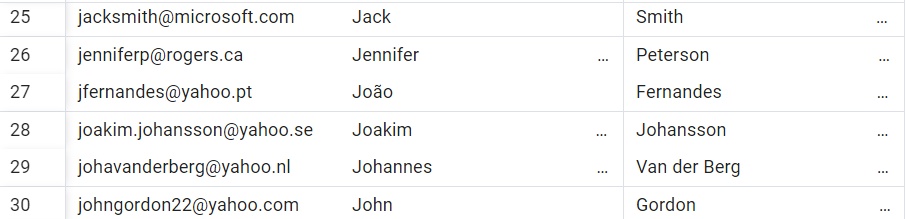 25 jacksmith@microsoft.com Jack Smith ...
26 jenniferp@rogers.ca Jennifer ... Peterson ...
27 jfernandes@yahoo.pt João Fernandes ...
28 joakim.johansson@yahoo.se Joakim ... Johansson ...
29 johavanderberg@yahoo.nl Johannes ... Van der Berg ...
30 johngordon22@yahoo.com John Gordon ...